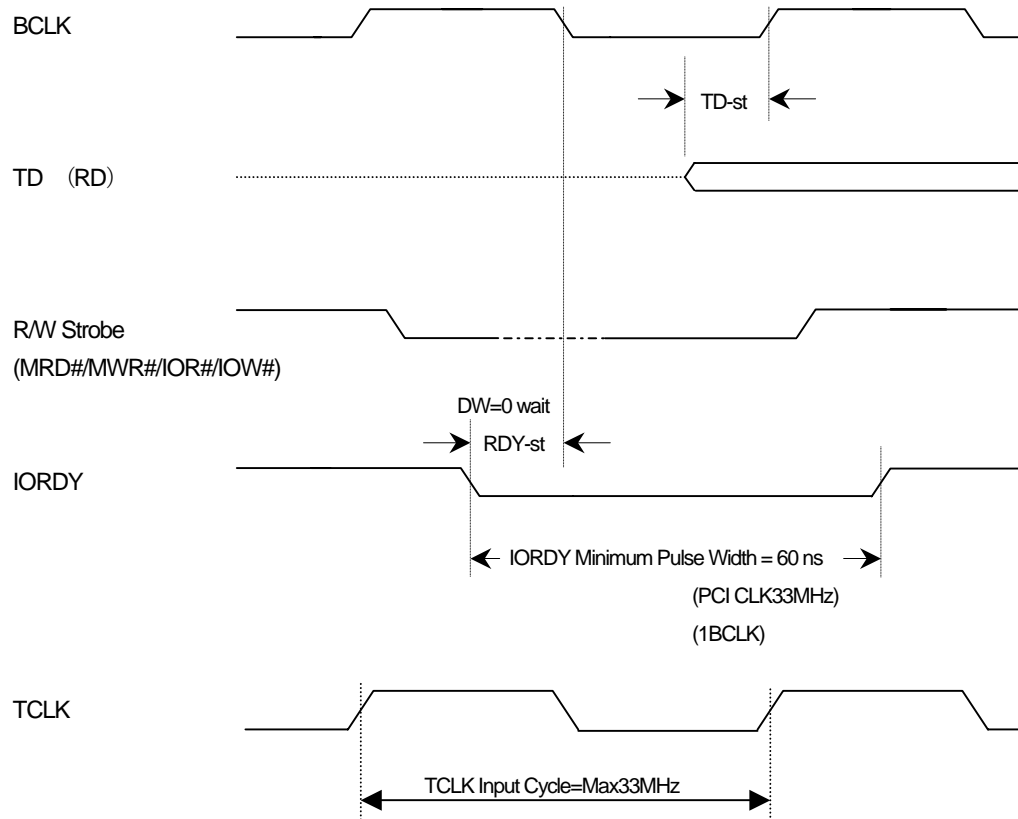 BCLK
TD-st
TD （RD）
R/W Strobe
(MRD#/MWR#/IOR#/IOW#)
DW=0 wait
RDY-st
IORDY
IORDY Minimum Pulse Width = 60 ns
(PCI CLK33MHz)
(1BCLK)
TCLK
TCLK Input Cycle=Max33MHz